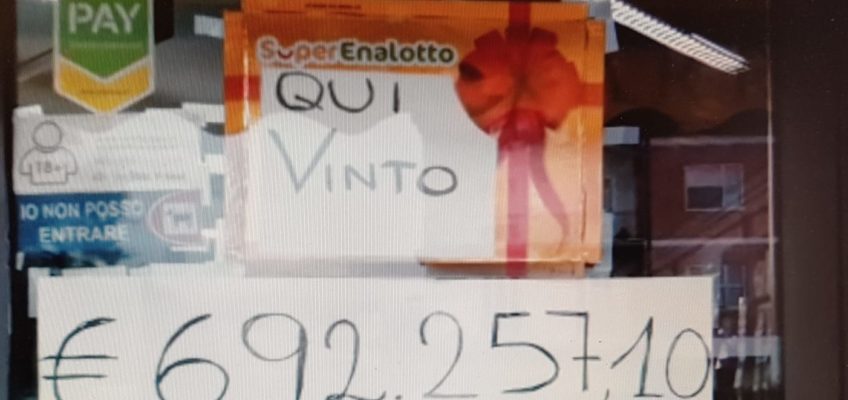 PAY
SuperEnalotto
QUI
VINTO
18+
IO NON POSSO
ENTRARE
€ 692.257,10